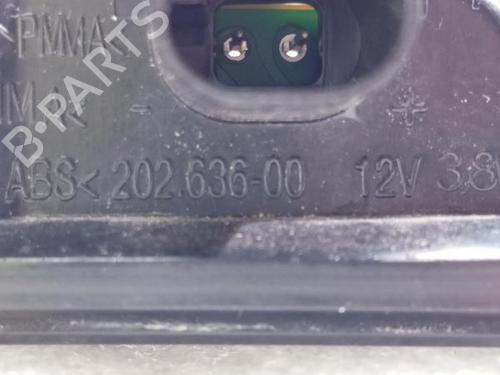 PMMA<
-
+
ABS< 202.636-00 12V 3.8
B-PARTS